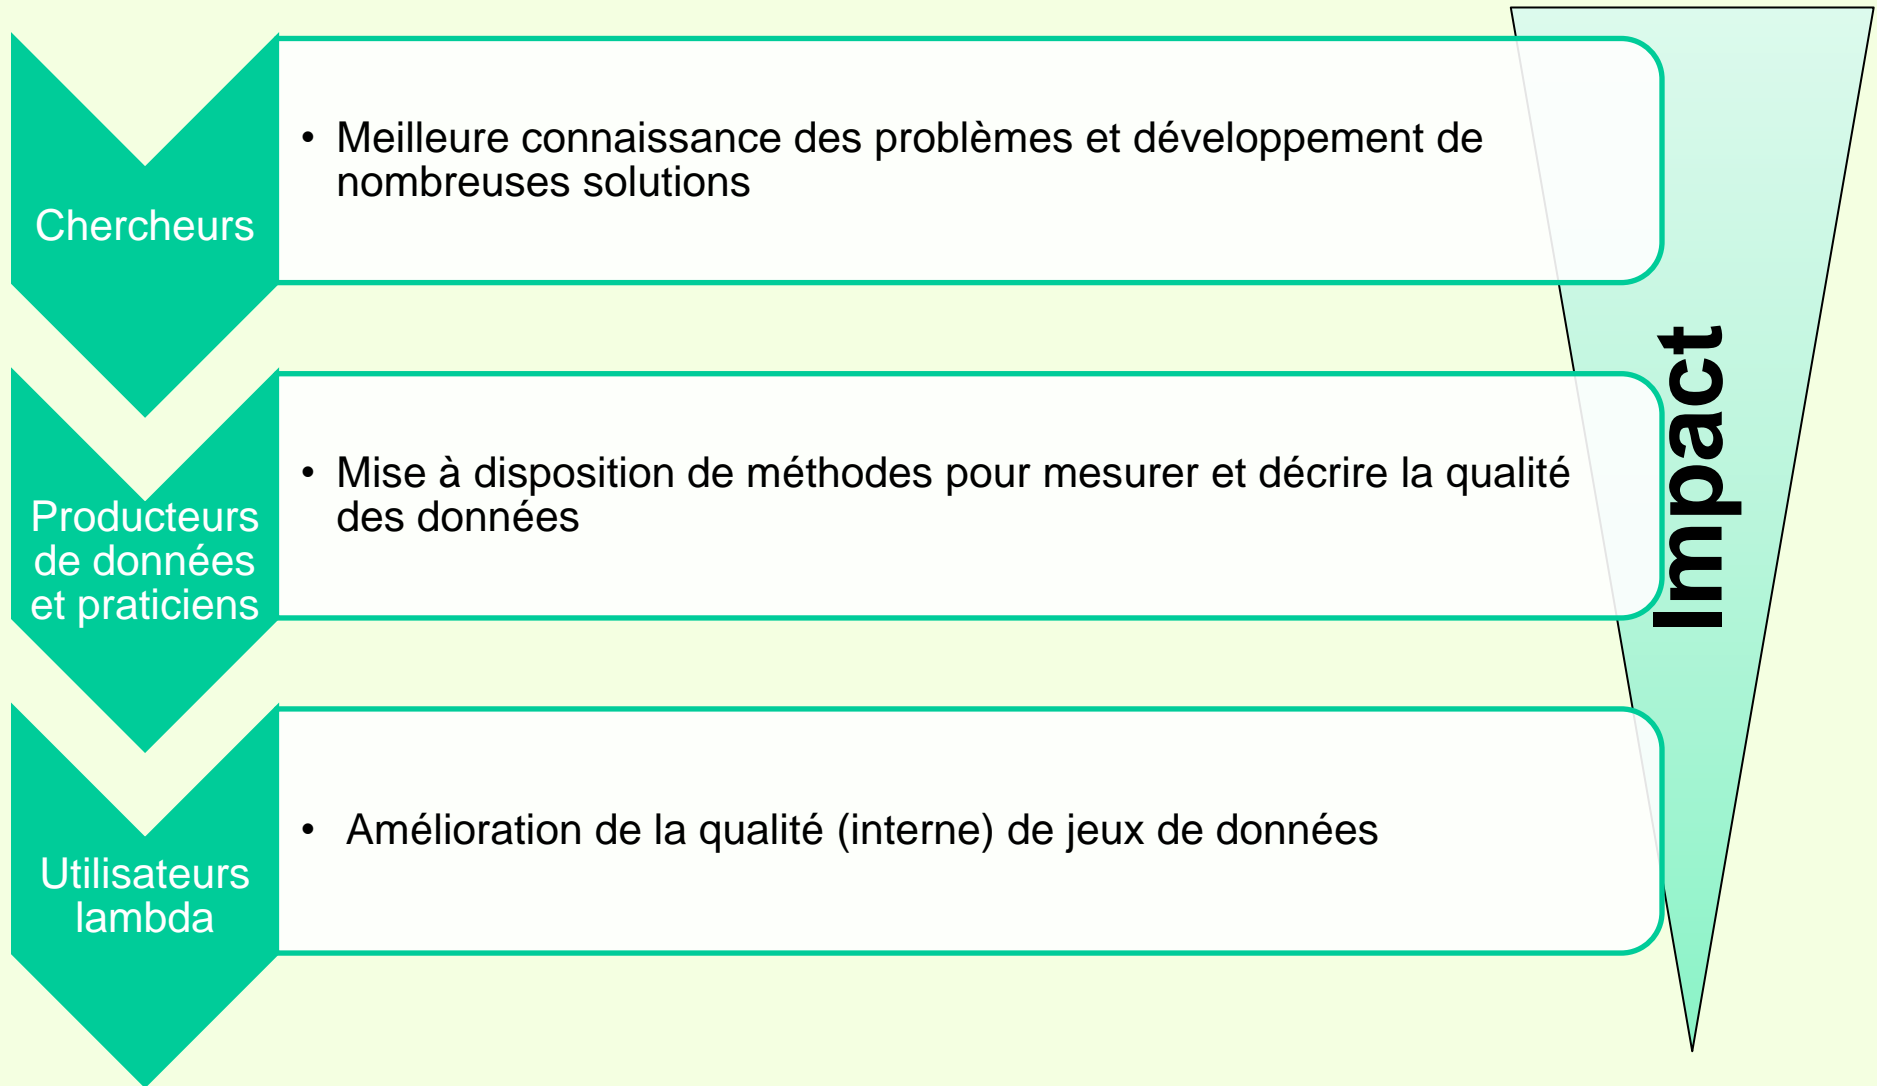 Chercheurs
• Meilleure connaissance des problèmes et développement de
nombreuses solutions
Producteurs
de données
et praticiens
• Mise à disposition de méthodes pour mesurer et décrire la qualité
des données
Utilisateurs
lambda
• Amélioration de la qualité (interne) de jeux de données
Impact